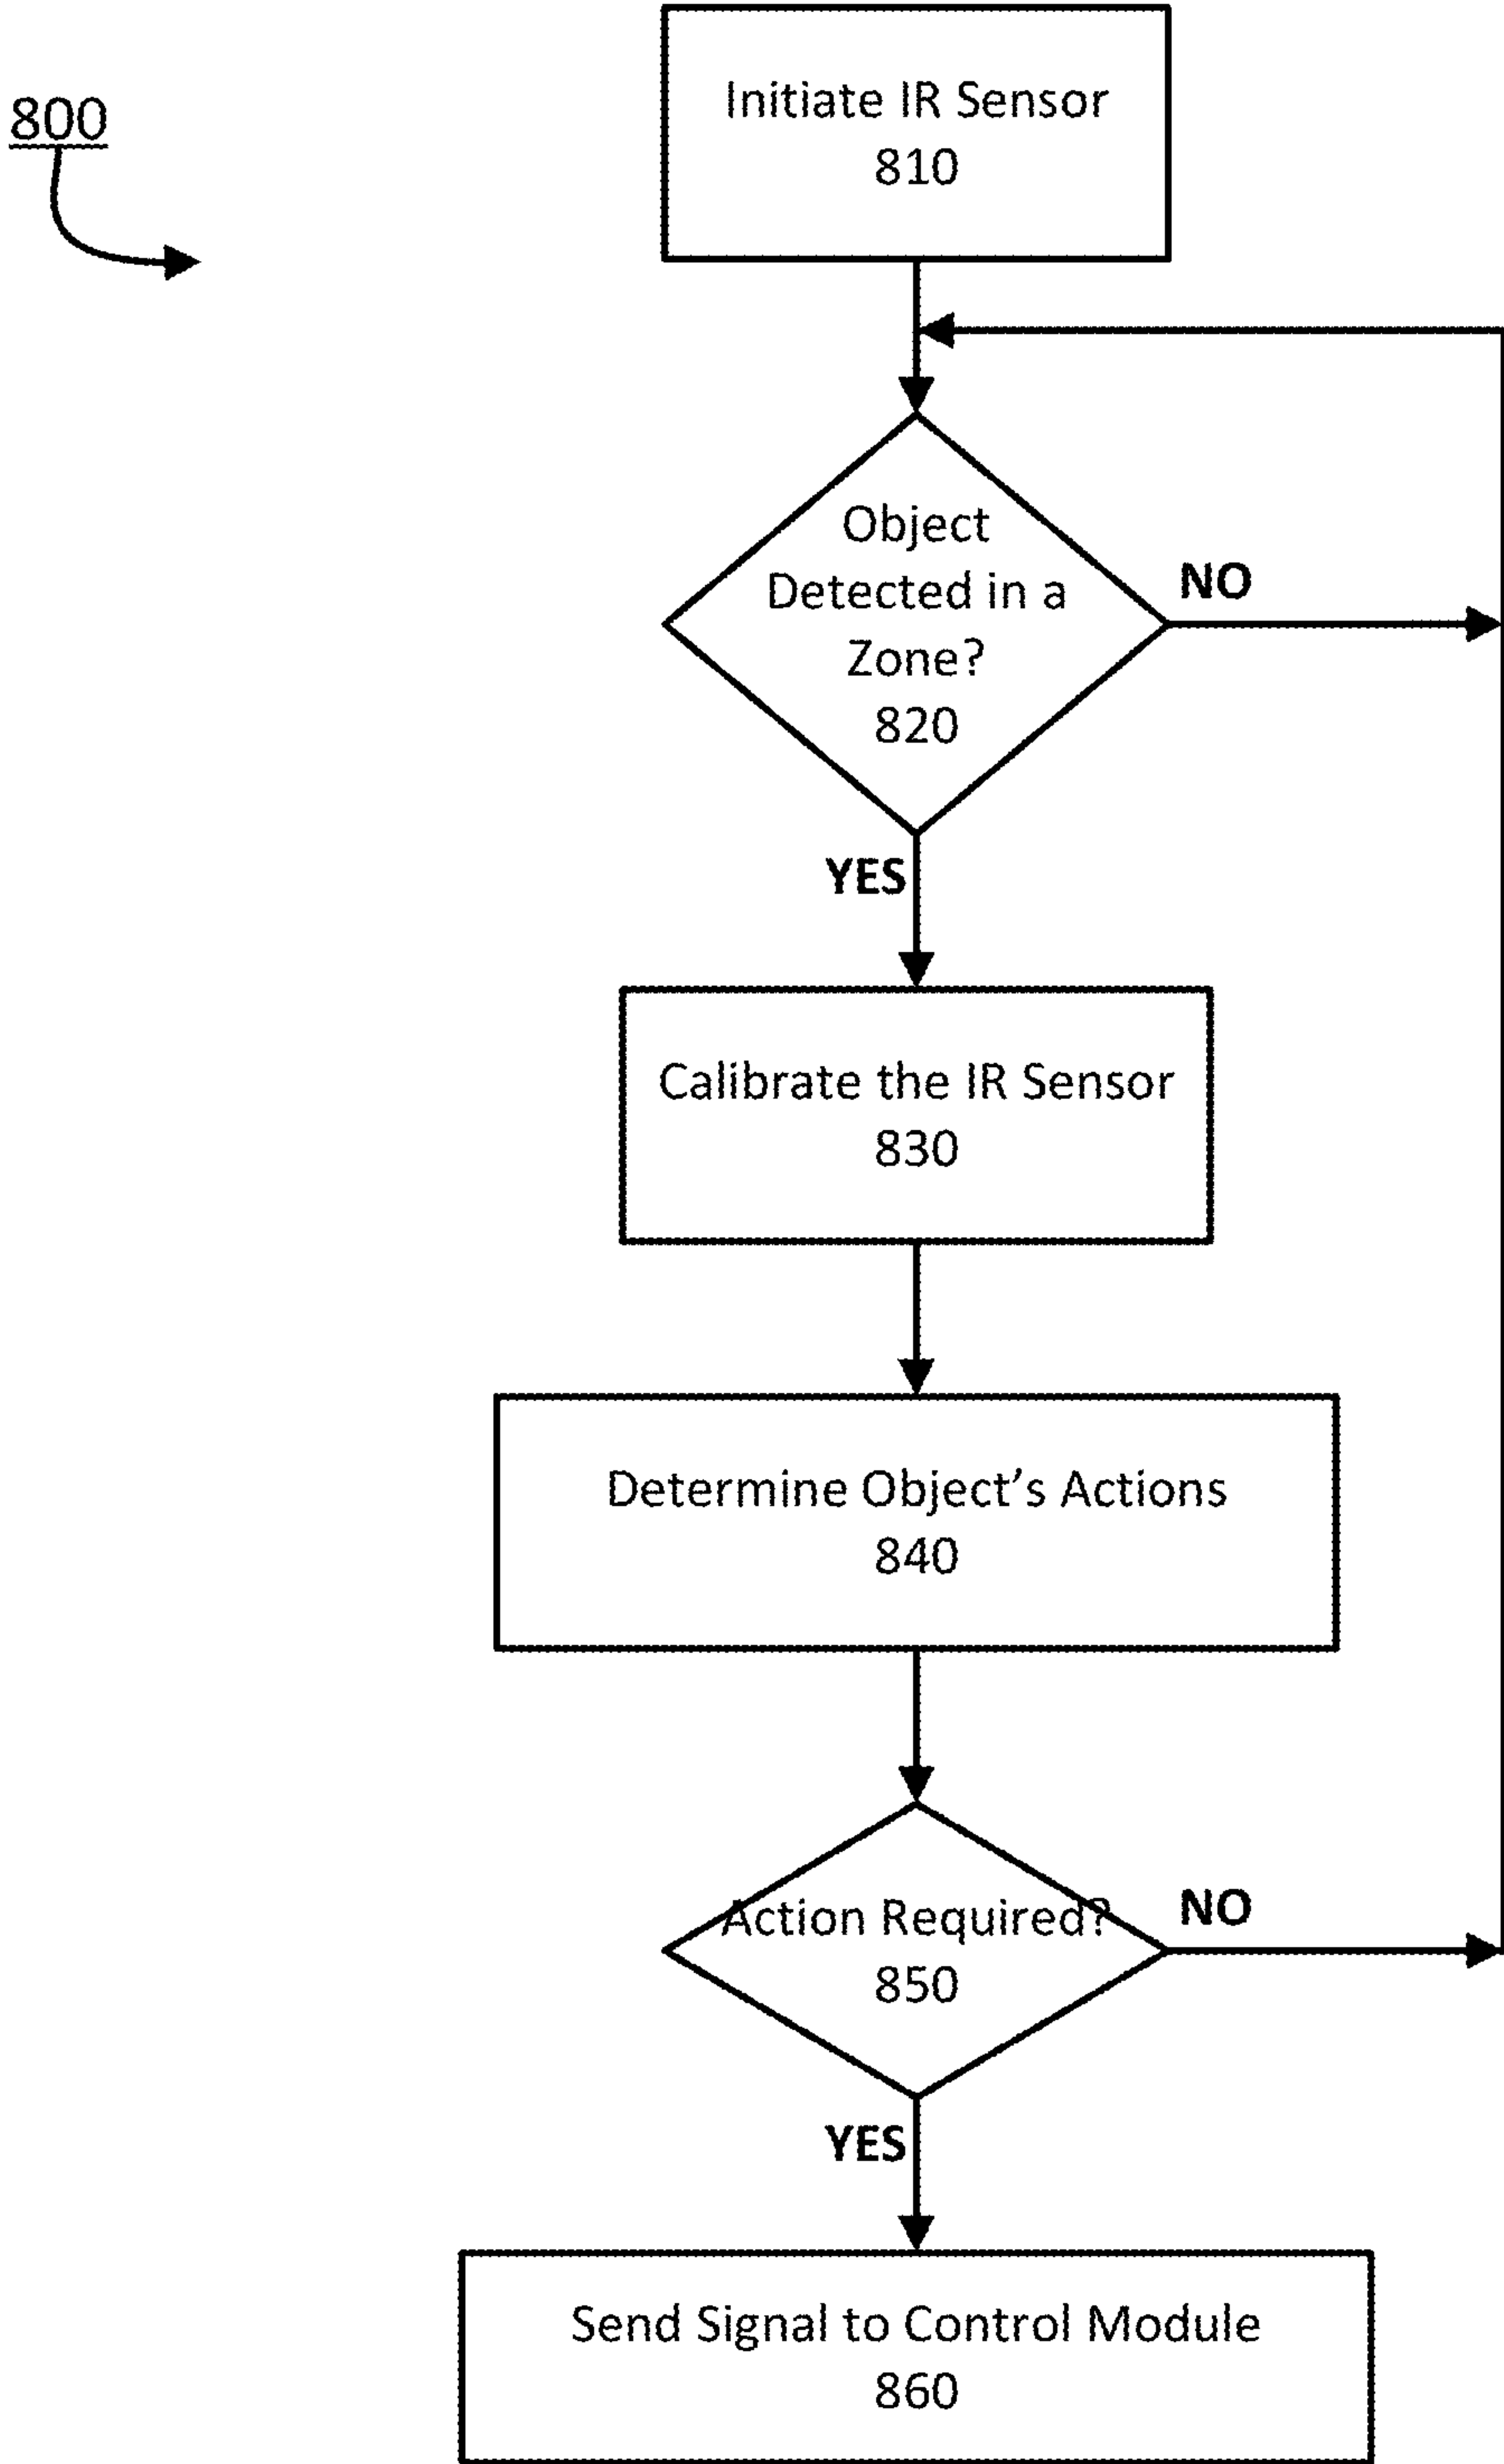 800
Initiate IR Sensor
810
Object
Detected in a
Zone?
820
NO
YES
Calibrate the IR Sensor
830
Determine Object’s Actions
840
Action Required?
850
NO
YES
Send Signal to Control Module
860